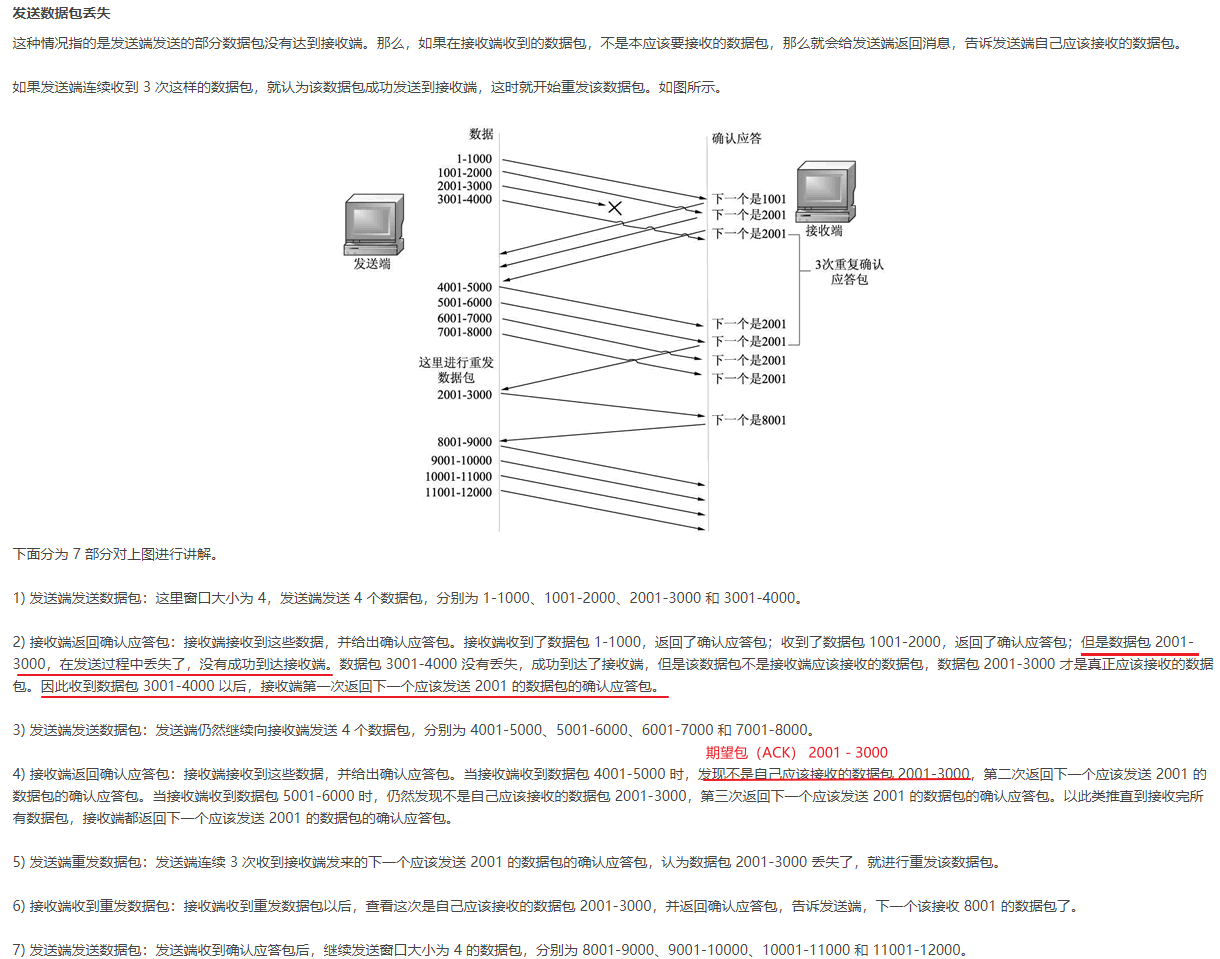 发送数据包丢失
这种情况指的是发送端发送的部分数据包没有达到接收端。那么，如果在接收端收到的数据包，不是本应该要接收的数据包，那么就会给发送端返回消息，告诉发送端自己应该接收的数据包。
如果发送端连续收到 3 次这样的数据包，就认为该数据包成功发送到接收端，这时就开始重发该数据包。如图所示。
数据
确认应答
1-1000
1001-2000
2001-3000
3001-4000
下一个是1001
下一个是2001
下一个是2001
接收端
发送端
3次重复确认
应答包
4001-5000
5001-6000
6001-7000
7001-8000
下一个是2001
下一个是2001
下一个是2001
下一个是2001
这里进行重发
数据包
2001-3000
下一个是8001
8001-9000
9001-10000
10001-11000
11001-12000
下面分为 7 部分对上图进行讲解。
1) 发送端发送数据包：这里窗口大小为 4，发送端发送 4 个数据包，分别为 1-1000、1001-2000、2001-3000 和 3001-4000。
2) 接收端返回确认应答包：接收端接收到这些数据，并给出确认应答包。接收端收到了数据包 1-1000，返回了确认应答包；收到了数据包 1001-2000，返回了确认应答包；但是数据包 2001-
3000，在发送过程中丢失了，没有成功到达接收端。数据包 3001-4000 没有丢失，成功到达了接收端，但是该数据包不是接收端应该接收的数据包，数据包 2001-3000 才是真正应该接收的数据
包。因此收到数据包 3001-4000 以后，接收端第一次返回下一个应该发送 2001 的数据包的确认应答包。
3) 发送端发送数据包：发送端仍然继续向接收端发送 4 个数据包，分别为 4001-5000、5001-6000、6001-7000 和 7001-8000。
期望包（ACK） 2001 - 3000
4) 接收端返回确认应答包：接收端接收到这些数据，并给出确认应答包。当接收端收到数据包 4001-5000 时，发现不是自己应该接收的数据包 2001-3000，第二次返回下一个应该发送 2001 的
数据包的确认应答包。当接收端收到数据包 5001-6000 时，仍然发现不是自己应该接收的数据包 2001-3000，第三次返回下一个应该发送 2001 的数据包的确认应答包。以此类推直到接收完所
有数据包，接收端都返回下一个应该发送 2001 的数据包的确认应答包。
5) 发送端重发数据包：发送端连续 3 次收到接收端发来的下一个应该发送 2001 的数据包的确认应答包，认为数据包 2001-3000 丢失了，就进行重发该数据包。
6) 接收端收到重发数据包：接收端收到重发数据包以后，查看这次是自己应该接收的数据包 2001-3000，并返回确认应答包，告诉发送端，下一个该接收 8001 的数据包了。
7) 发送端发送数据包：发送端收到确认应答包后，继续发送窗口大小为 4 的数据包，分别为 8001-9000、9001-10000、10001-11000 和 11001-12000。